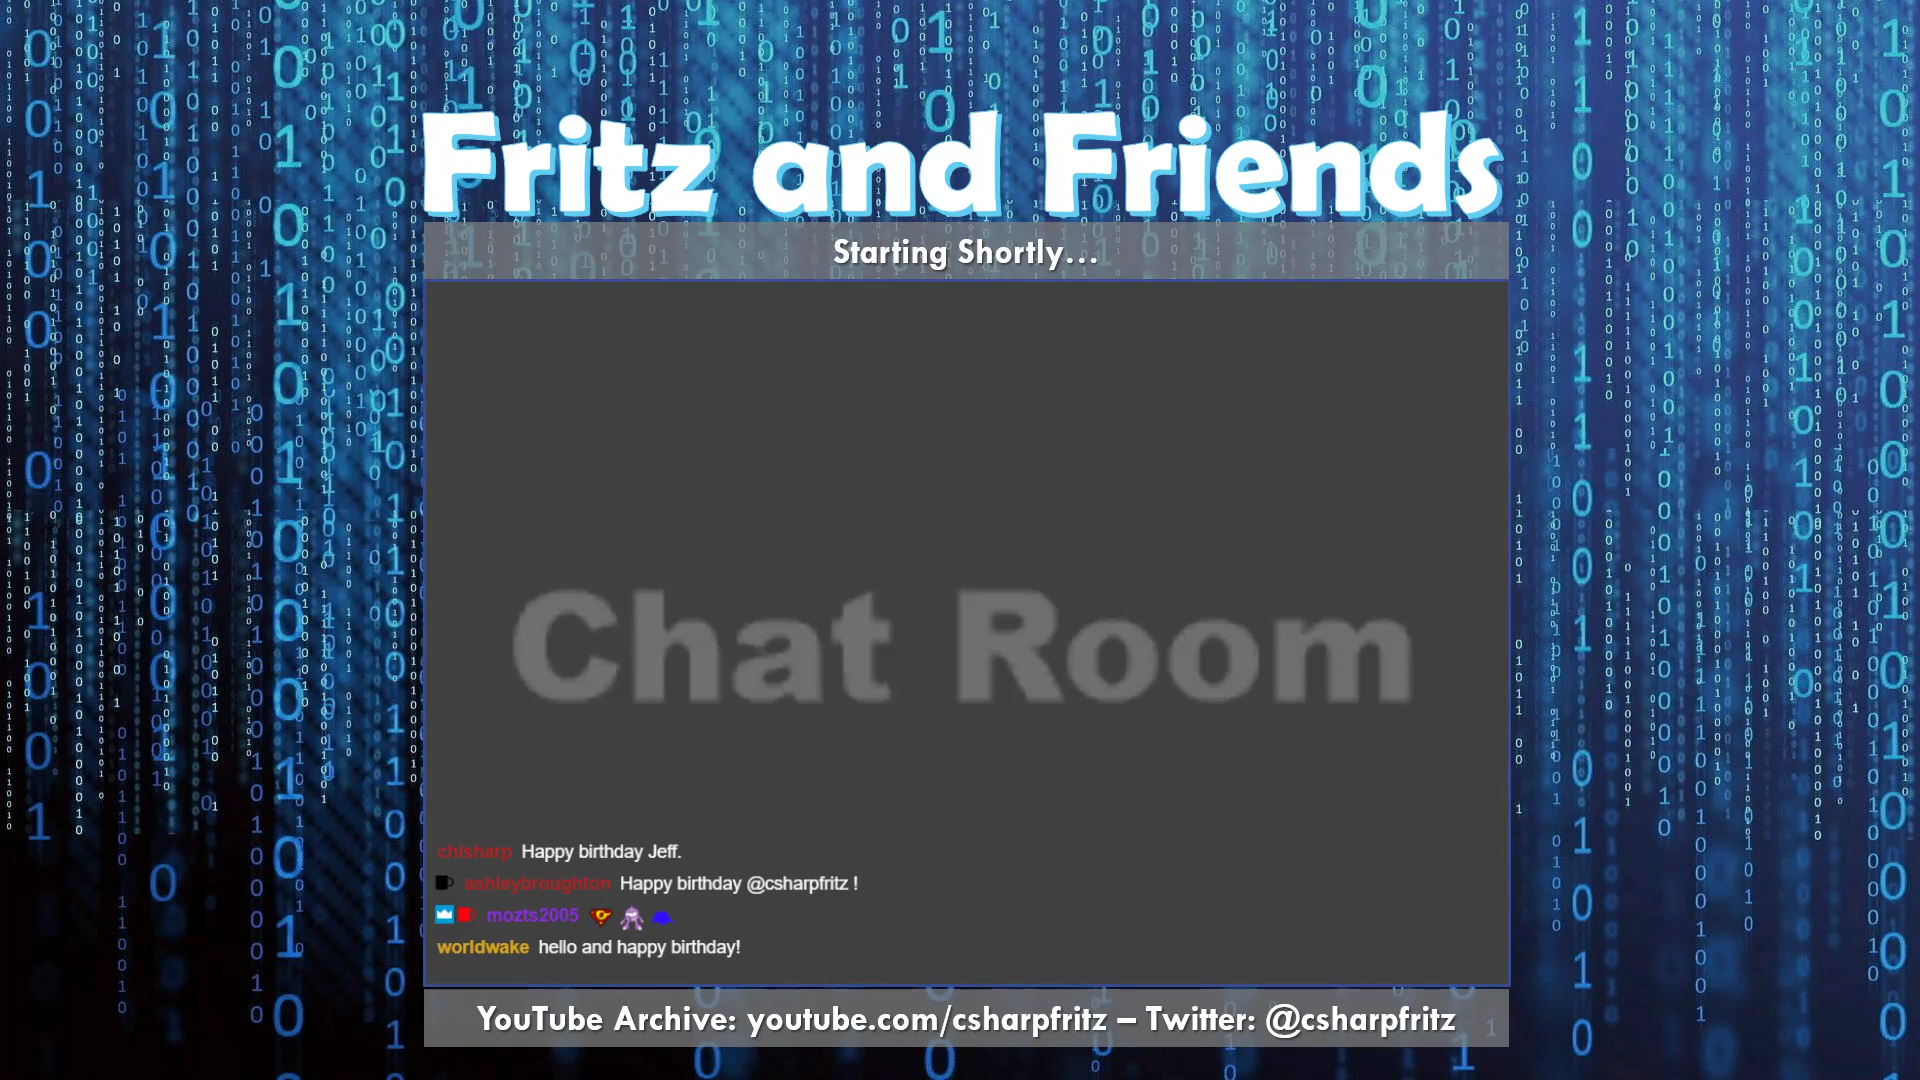 Fritz and Friends
Starting Shortly...
Chat Room
chisharp Happy birthday Jeff.
ashleybroughton Happy birthday @csharpfritz !
mozts2005
worldwake hello and happy birthday!
YouTube Archive: youtube.com/csharpfritz – Twitter: @csharpfritz